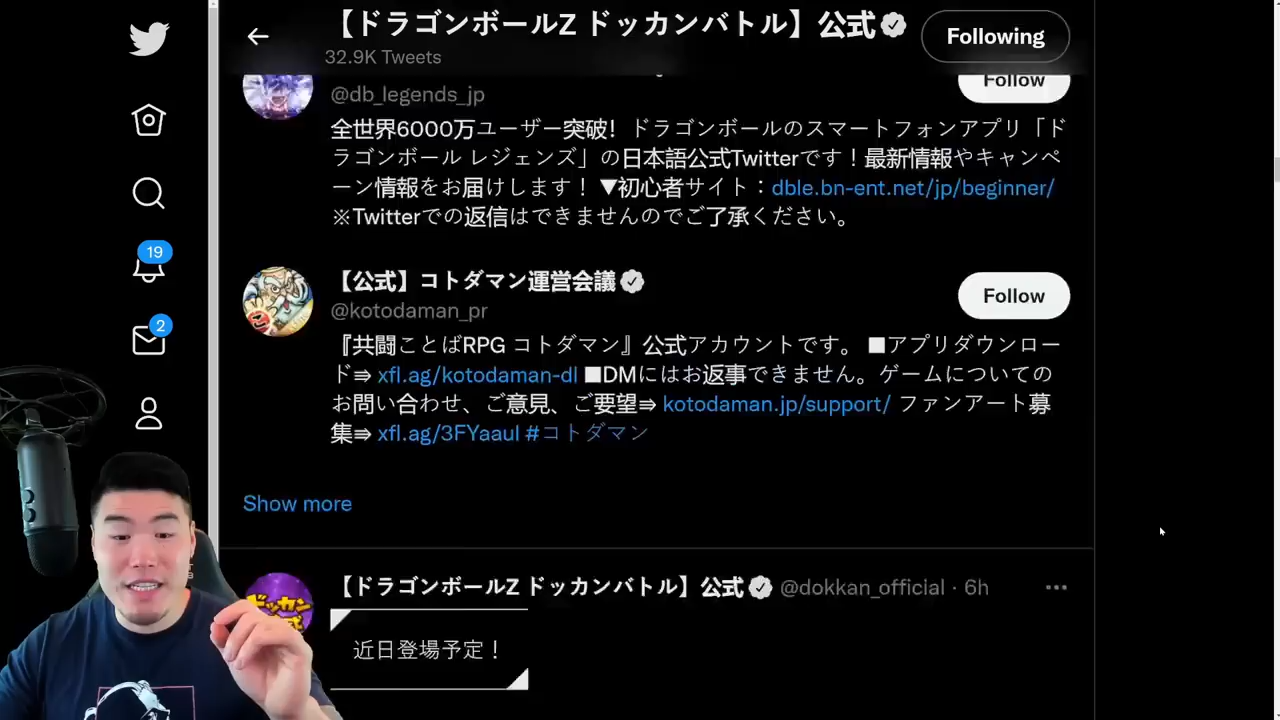 【ドラゴンボールZ ドッカンバトル】公式
32.9K Tweets
Following
@db_legends_jp
Follow
全世界6000万ユーザー突破！ドラゴンボールのスマートフォンアプリ「ド
ラゴンボール レジェンズ」の日本語公式Twitterです！最新情報やキャンペ
ーン情報をお届けします！ ▼初心者サイト：dble.bn-ent.net/jp/beginner/
※Twitterでの返信はできませんのでご了承ください。
19
【公式】コトダマン運営会議
@kotodaman_pr
Follow
2
『共闘ことばRPG コトダマン』公式アカウントです。 ■アプリダウンロー
ド⇛ xfl.ag/kotodaman-dl ■DMにはお返事できません。ゲームについての
お問い合わせ、ご意見、ご要望⇛ kotodaman.jp/support/ ファンアート募
集⇛ xfl.ag/3FYaauI #コトダマン
Show more
【ドラゴンボールZ ドッカンバトル】公式 @dokkan_official · 6h
近日登場予定！